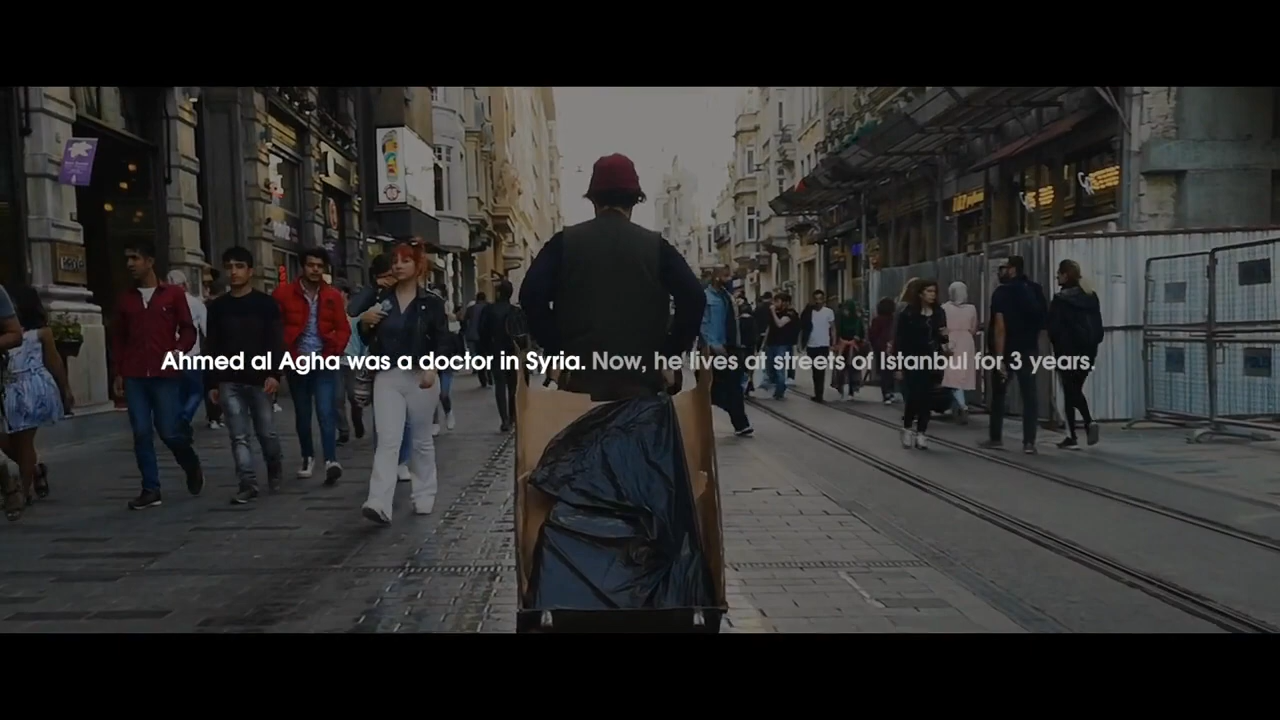 Ahmed al Agha was a doctor in Syria. Now, he lives at streets of Istanbul for 3 years.